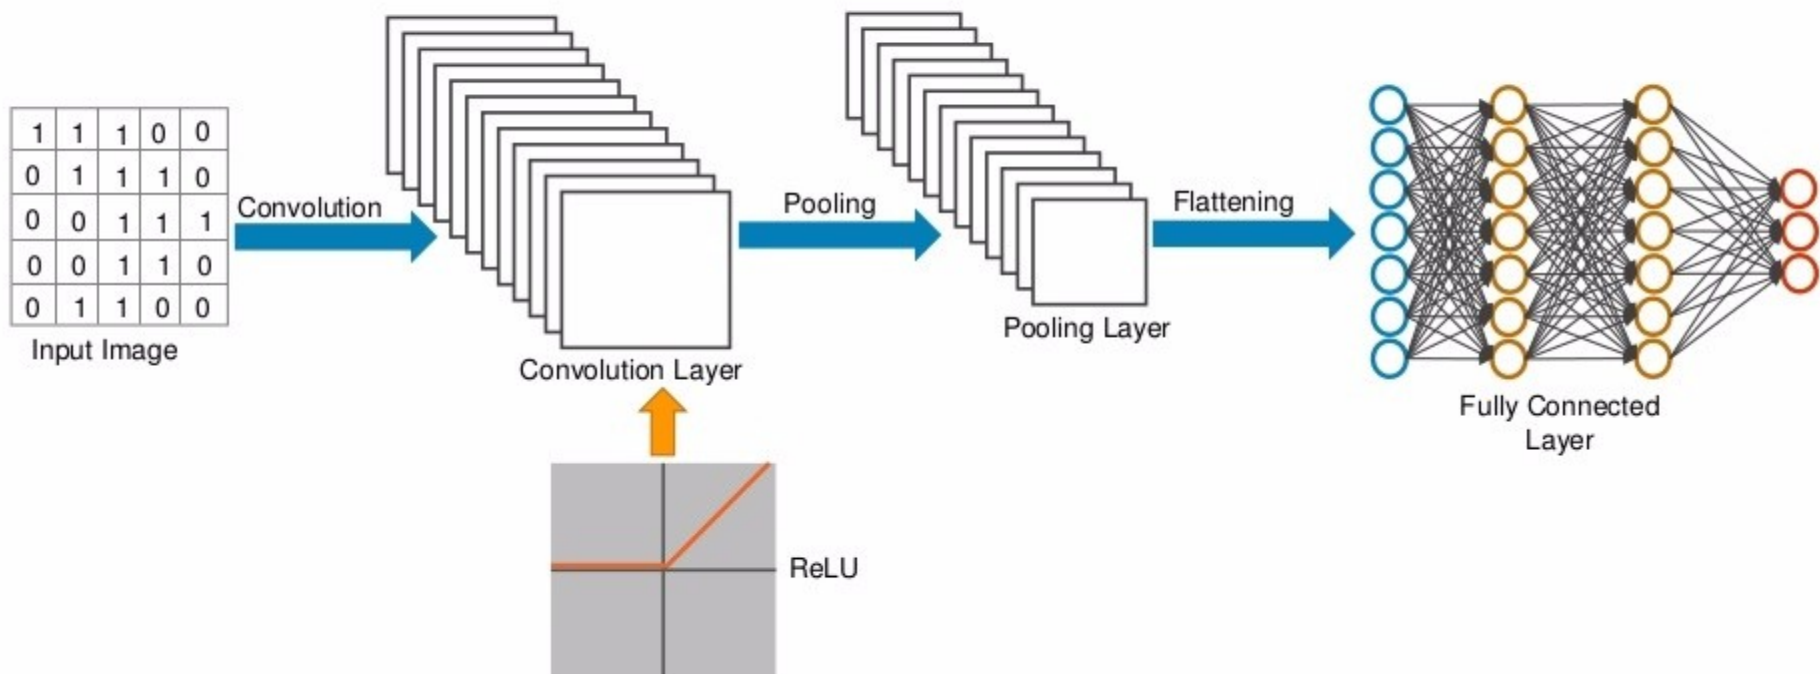 1 1 1 0 0
0 1 1 1 0
0 0 1 1 1
0 0 1 1 0
0 1 1 0 0
Input Image
Convolution
Convolution Layer
ReLU
Pooling
Pooling Layer
Flattening
Fully Connected
Layer